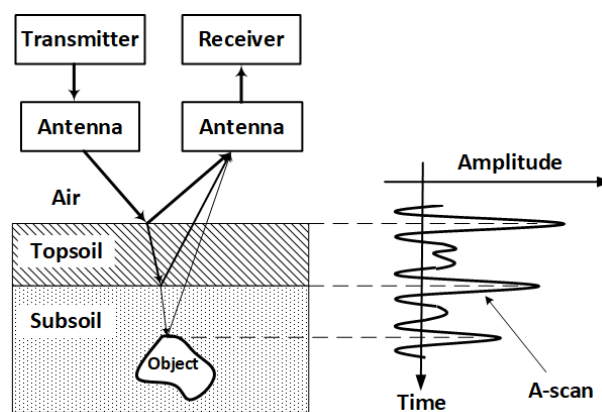 Transmitter
Receiver
Antenna
Antenna
Amplitude
Air
Topsoil
Subsoil
Object
A-scan
Time